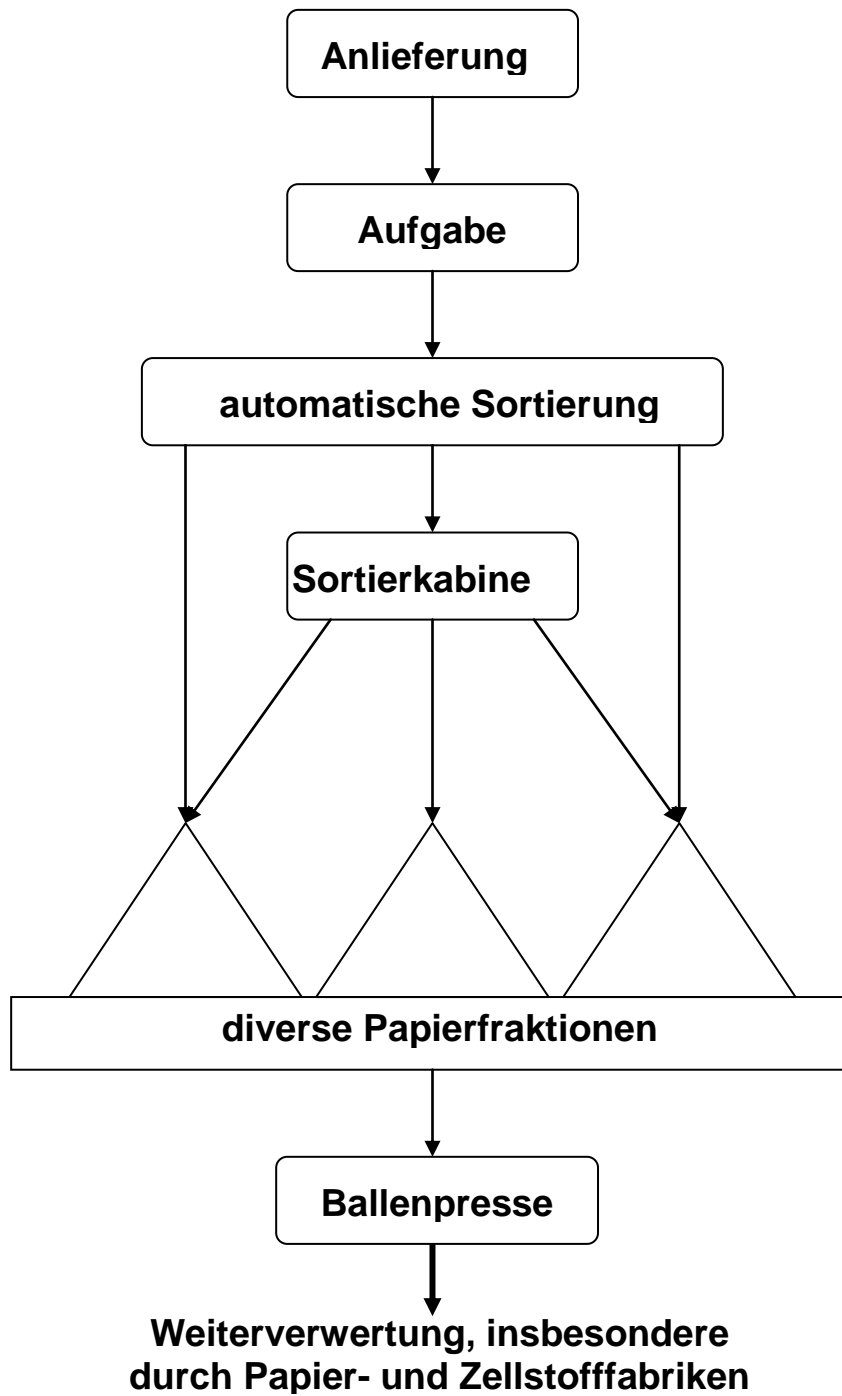 Anlieferung
Aufgabe
automatische Sortierung
Sortierkabine
diverse Papierfraktionen
Ballenpresse
Weiterverwertung, insbesondere
durch Papier- und Zellstofffabriken